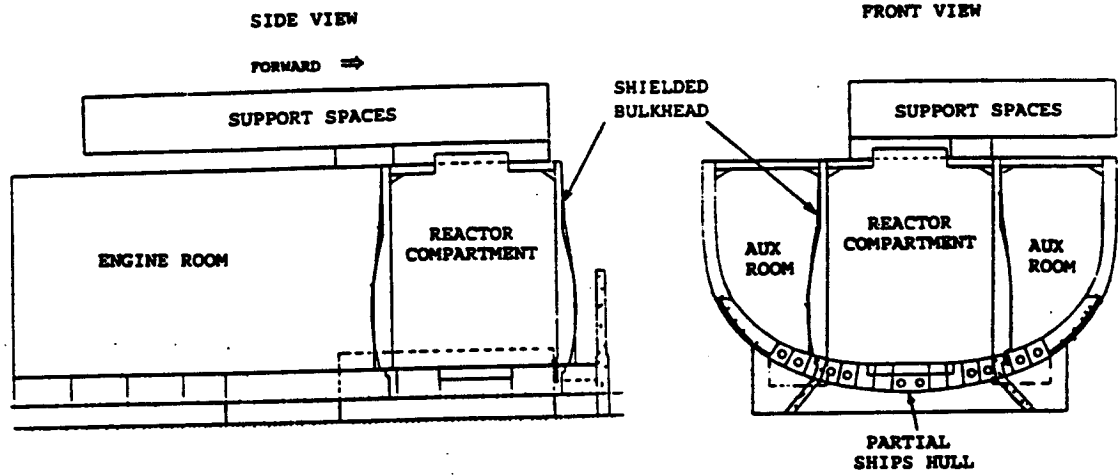 SIDE VIEW
FORWARD ⇒
SUPPORT SPACES
SHIELDED
BULKHEAD
ENGINE ROOM
REACTOR
COMPARTMENT
FRONT VIEW
SUPPORT SPACES
AUX
ROOM
REACTOR
COMPARTMENT
AUX
ROOM
PARTIAL
SHIPS HULL